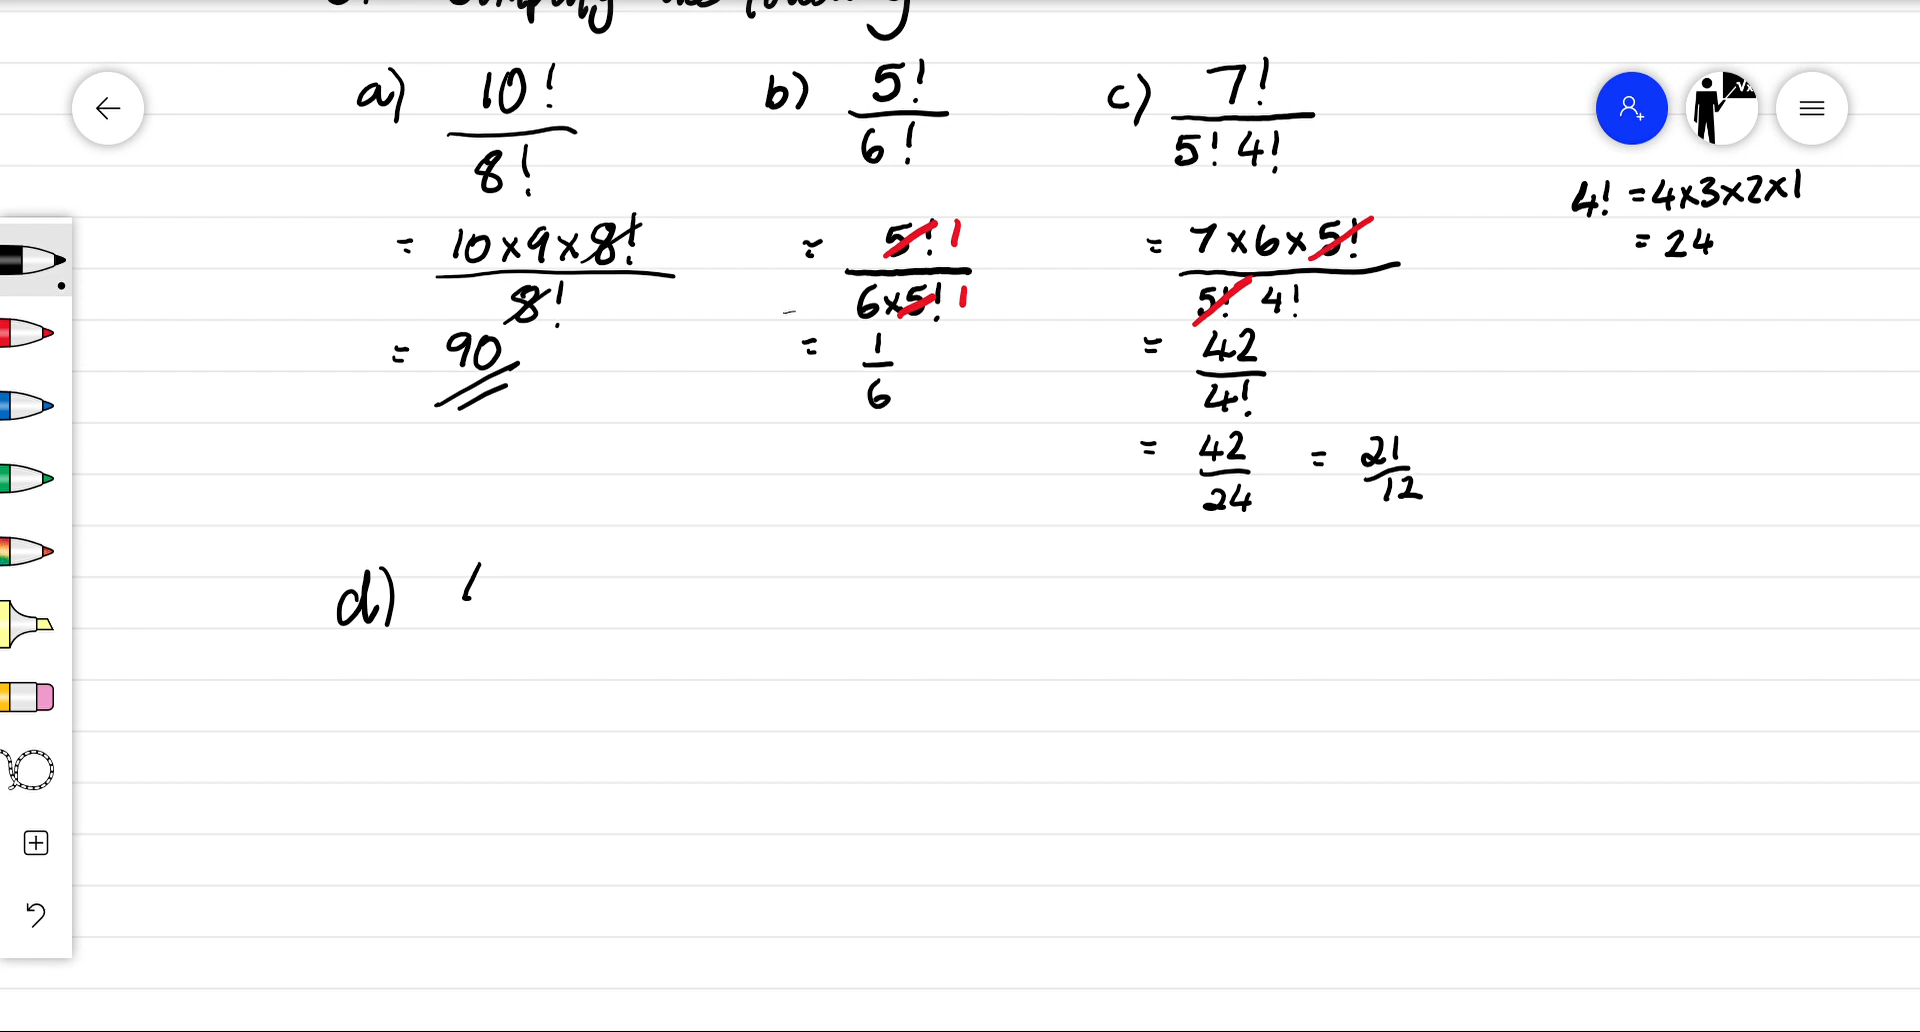 a) 10! / 8!
= 10 x 9 x 8! / 8!
= 90
b) 5! / 6!
= 5! 1 / 6 x 5! 1
= 1 / 6
c) 7! / 5! 4!
= 7 x 6 x 5! / 5! 4!
= 42 / 4!
= 42 / 24 = 21 / 12
4! = 4 x 3 x 2 x 1
= 24
d)